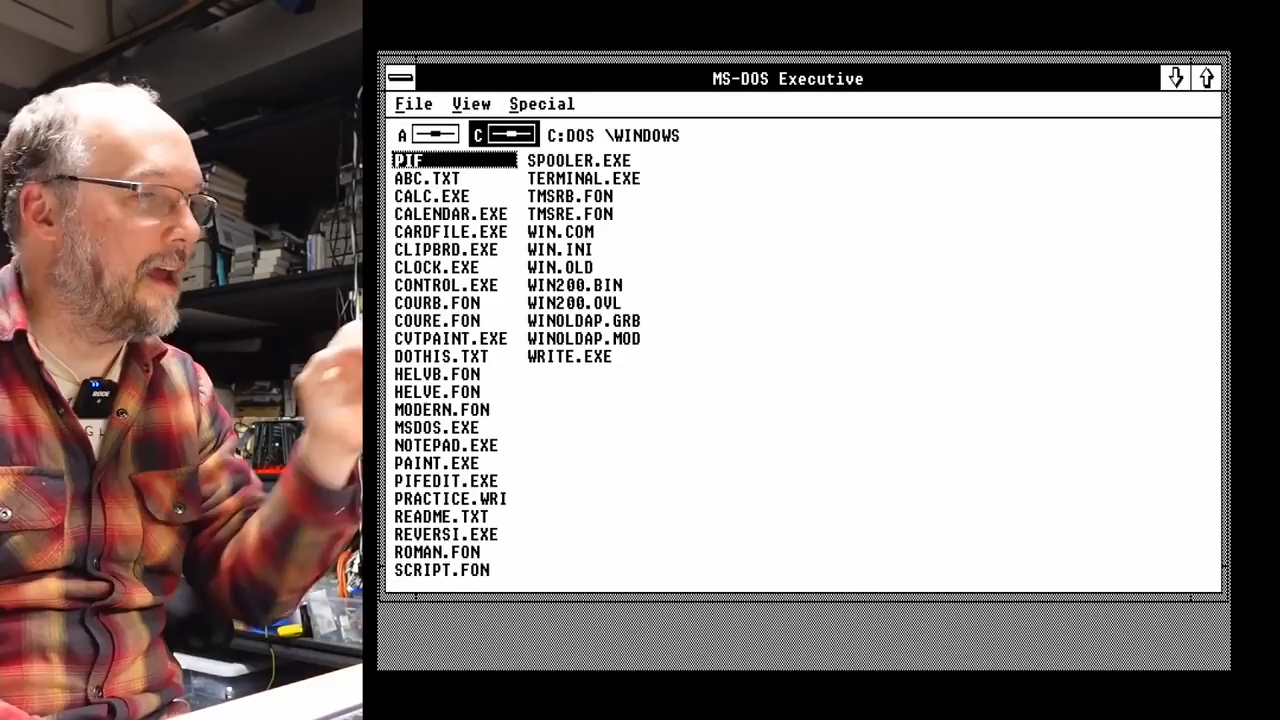 MS-DOS Executive
File View Special
A C C:DOS \WINDOWS
PIF SPOOLER.EXE
ABC.TXT TERMINAL.EXE
CALC.EXE TMSRB.FON
CALENDAR.EXE TMSRE.FON
CARDFILE.EXE WIN.COM
CLIPBRD.EXE WIN.INI
CLOCK.EXE WIN.OLD
CONTROL.EXE WIN200.BIN
COURB.FON WIN200.OVL
COURE.FON WINOLDAP.GRB
CVTPAINT.EXE WINOLDAP.MOD
DOTHIS.TXT WRITE.EXE
HELVB.FON
HELVE.FON
MODERN.FON
MSDOS.EXE
NOTEPAD.EXE
PAINT.EXE
PIFEDIT.EXE
PRACTICE.WRI
README.TXT
REVERSI.EXE
ROMAN.FON
SCRIPT.FON
RODE